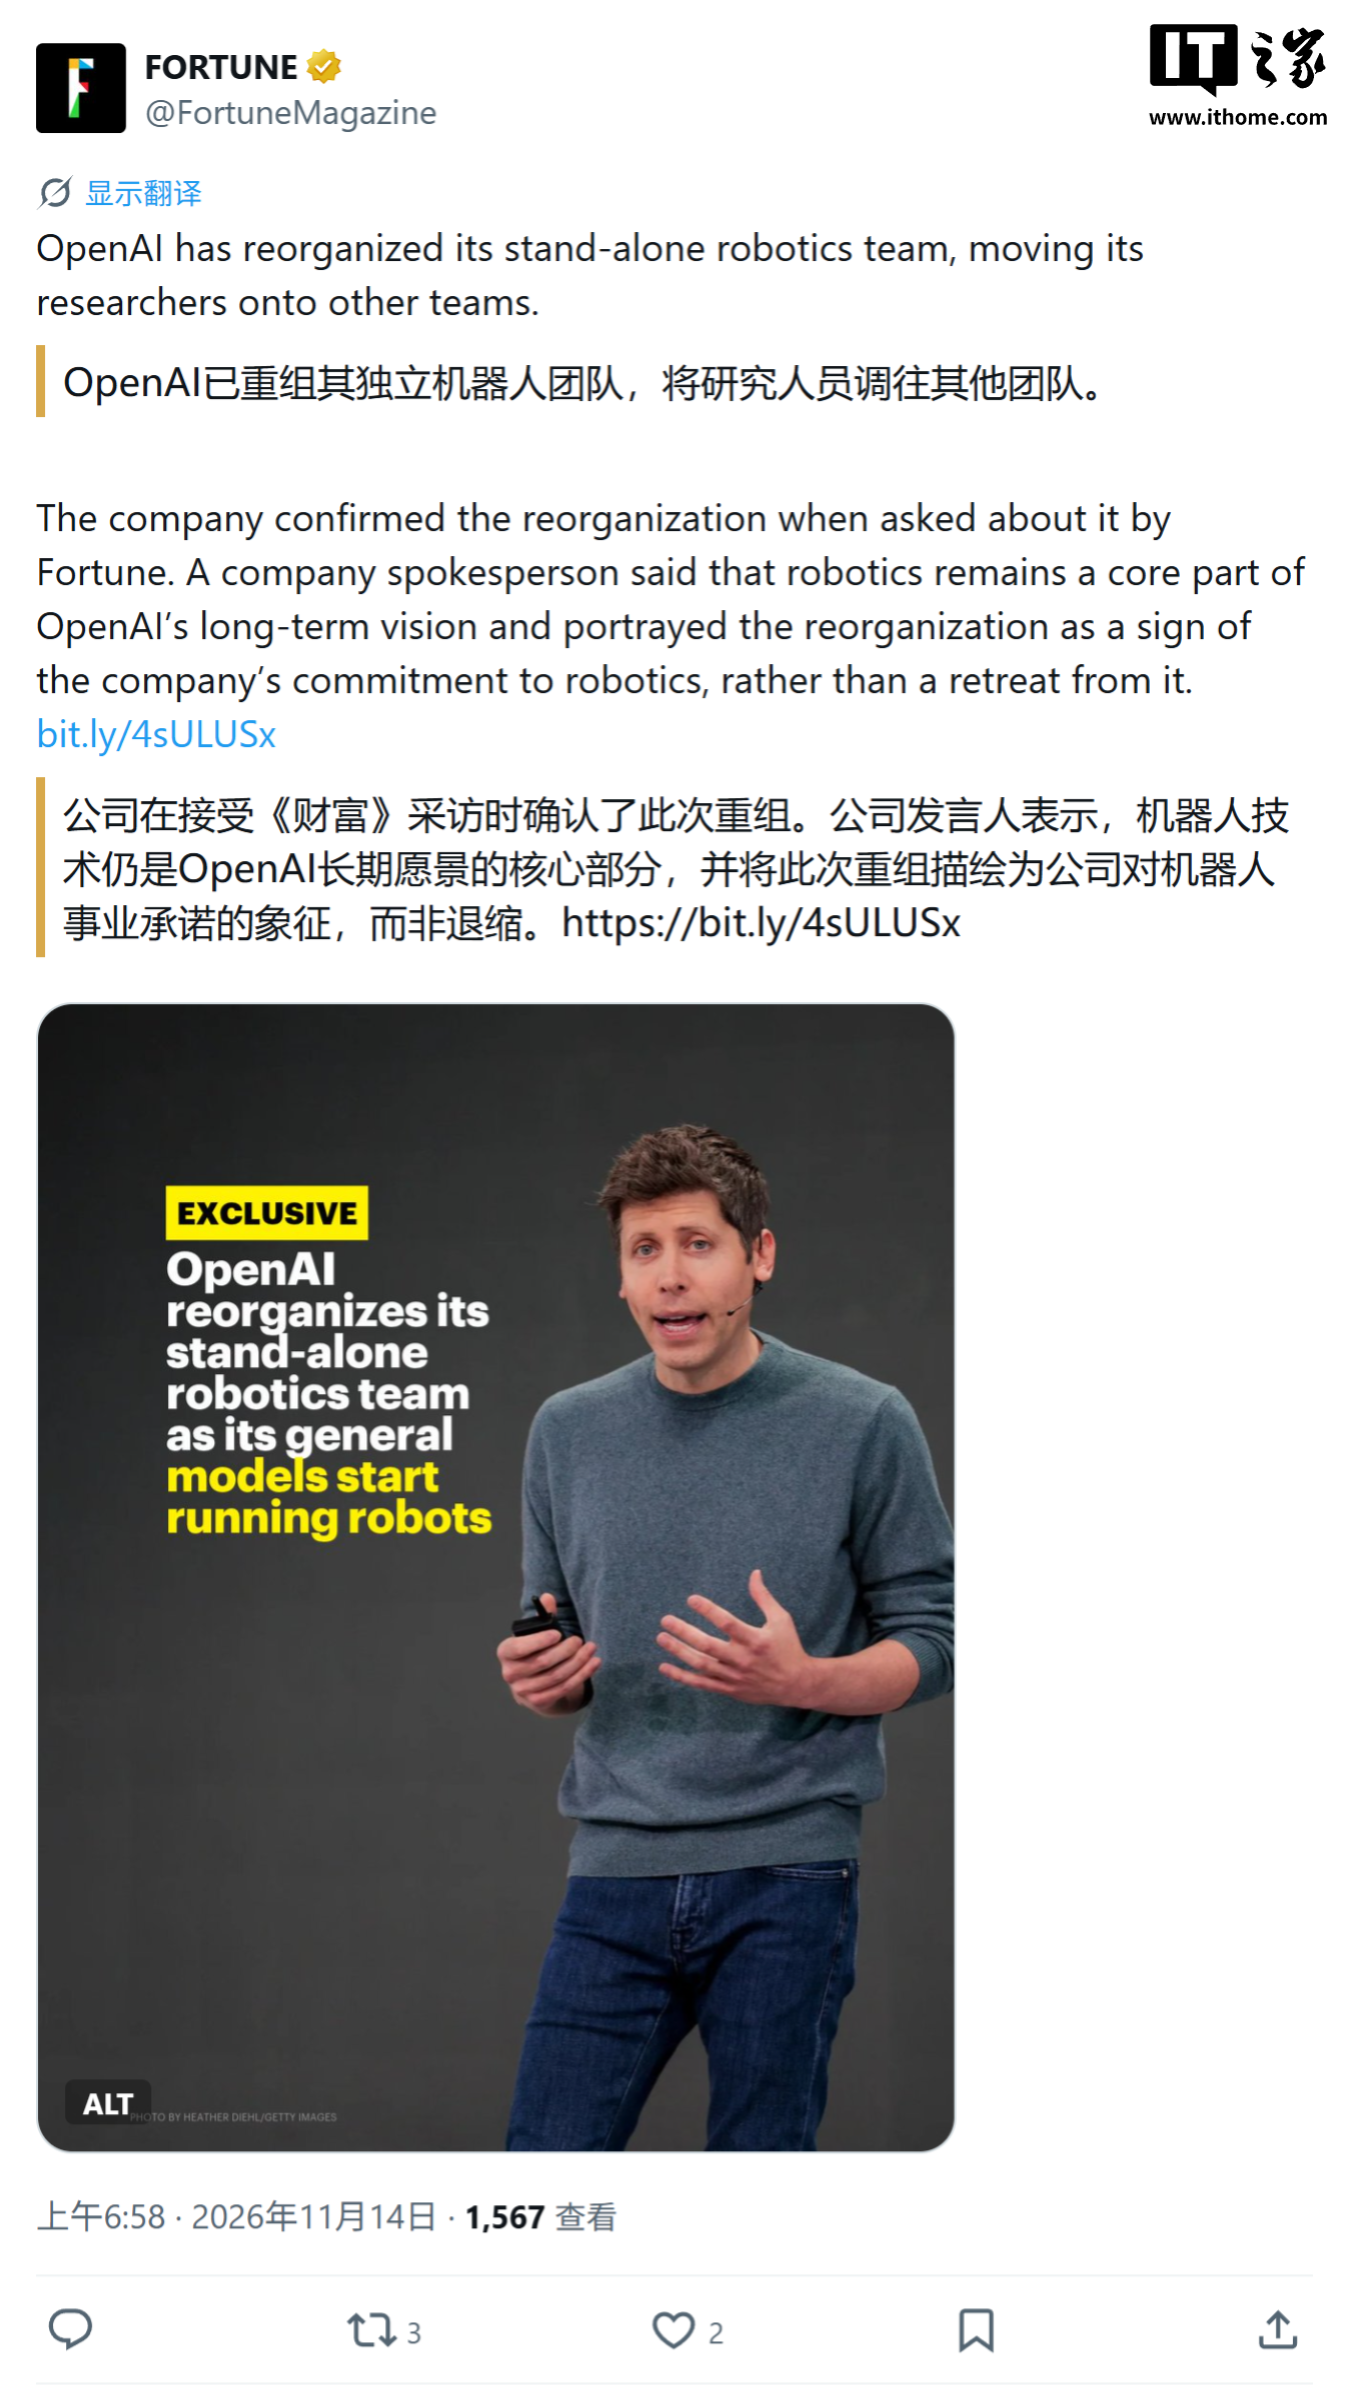 FORTUNE
@FortuneMagazine
IT之家
www.ithome.com
显示翻译
OpenAI has reorganized its stand-alone robotics team, moving its
researchers onto other teams.
OpenAI已重组其独立机器人团队，将研究人员调往其他团队。
The company confirmed the reorganization when asked about it by
Fortune. A company spokesperson said that robotics remains a core part of
OpenAI’s long-term vision and portrayed the reorganization as a sign of
the company’s commitment to robotics, rather than a retreat from it.
bit.ly/4sULUSx
公司在接受《财富》采访时确认了此次重组。公司发言人表示，机器人技
术仍是OpenAI长期愿景的核心部分，并将此次重组描绘为公司对机器人
事业承诺的象征，而非退缩。https://bit.ly/4sULUSx
EXCLUSIVE
OpenAI
reorganizes its
stand-alone
robotics team
as its general
models start
running robots
ALT
PHOTO BY HEATHER DIEHL/GETTY IMAGES
上午6:58 · 2026年11月14日 · 1,567 查看
3
2